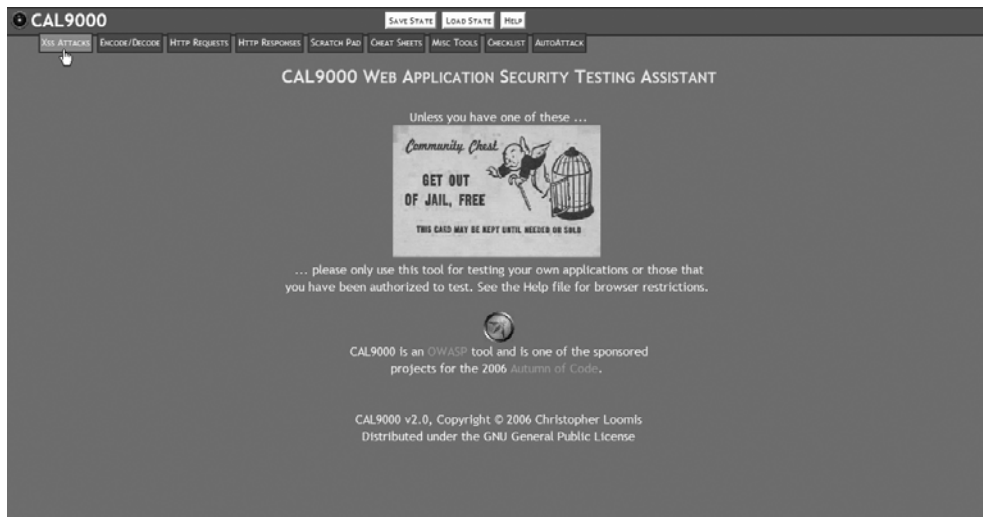 CAL9000
SAVE STATE LOAD STATE HELP
XSS ATTACKS ENCODE/DECODE HTTP REQUESTS HTTP RESPONSES SCRATCH PAD CHEAT SHEETS MISC TOOLS CHECKLIST AUTOATTACK
CAL9000 WEB APPLICATION SECURITY TESTING ASSISTANT
Unless you have one of these ...
Community Chest
GET OUT
OF JAIL, FREE
THIS CARD MAY BE KEPT UNTIL NEEDED OR SOLD
... please only use this tool for testing your own applications or those that
you have been authorized to test. See the Help file for browser restrictions.
CAL9000 is an OWASP tool and is one of the sponsored
projects for the 2006 Autumn of Code.
CAL9000 v2.0, Copyright © 2006 Christopher Loomis
Distributed under the GNU General Public License